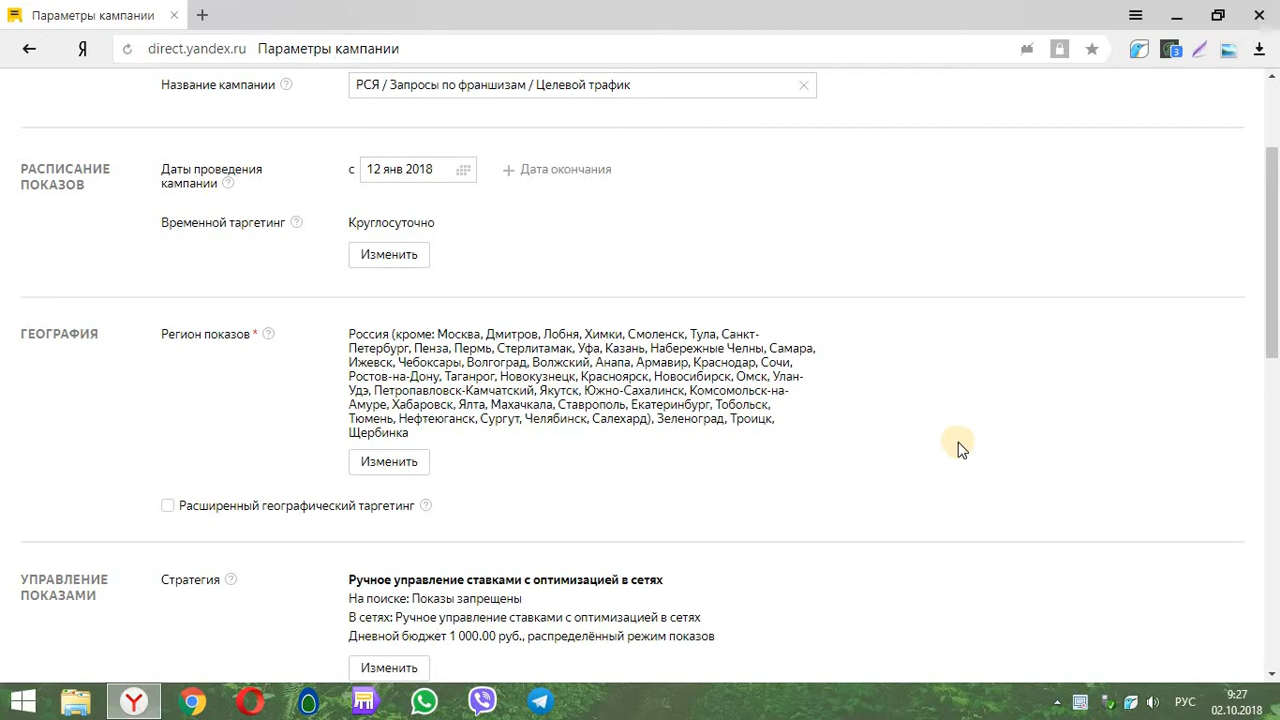 Параметры кампании
Я
direct.yandex.ru Параметры кампании
3
Название кампании ?
РСЯ / Запросы по франшизам / Целевой трафик
РАСПИСАНИЕ
ПОКАЗОВ
Даты проведения
кампании ?
с 12 янв 2018
+ Дата окончания
Временной таргетинг ?
Круглосуточно
Изменить
ГЕОГРАФИЯ
Регион показов * ?
Россия (кроме: Москва, Дмитров, Лобня, Химки, Смоленск, Тула, Санкт-
Петербург, Пенза, Пермь, Стерлитамак, Уфа, Казань, Набережные Челны, Самара,
Ижевск, Чебоксары, Волгоград, Волжский, Анапа, Армавир, Краснодар, Сочи,
Ростов-на-Дону, Таганрог, Новокузнецк, Красноярск, Новосибирск, Омск, Улан-
Удэ, Петропавловск-Камчатский, Якутск, Южно-Сахалинск, Комсомольск-на-
Амуре, Хабаровск, Ялта, Махачкала, Ставрополь, Екатеринбург, Тобольск,
Тюмень, Нефтеюганск, Сургут, Челябинск, Салехард), Зеленоград, Троицк,
Щербинка
Изменить
Расширенный географический таргетинг ?
УПРАВЛЕНИЕ
ПОКАЗАМИ
Стратегия ?
Ручное управление ставками с оптимизацией в сетях
На поиске: Показы запрещены
В сетях: Ручное управление ставками с оптимизацией в сетях
Дневной бюджет 1 000.00 руб., распределённый режим показов
Изменить
РУС
9:27
02.10.2018